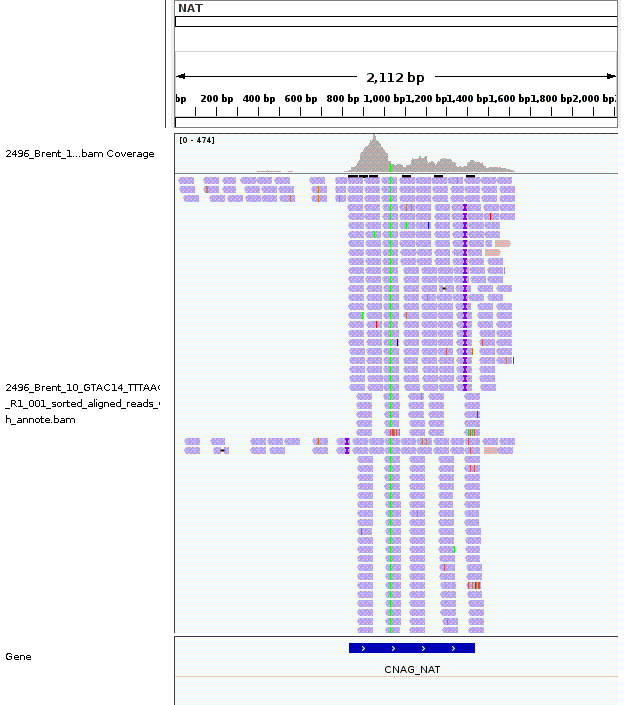 NAT
2,112 bp
bp 200 bp 400 bp 600 bp 800 bp 1,000 bp 1,200 bp 1,400 bp 1,600 bp 1,800 bp 2,000 bp
[0 - 474]
2496_Brent_1...bam Coverage
2496_Brent_10_GTAC14_TTTAAC
_R1_001_sorted_aligned_reads_
h_annote.bam
Gene
CNAG_NAT